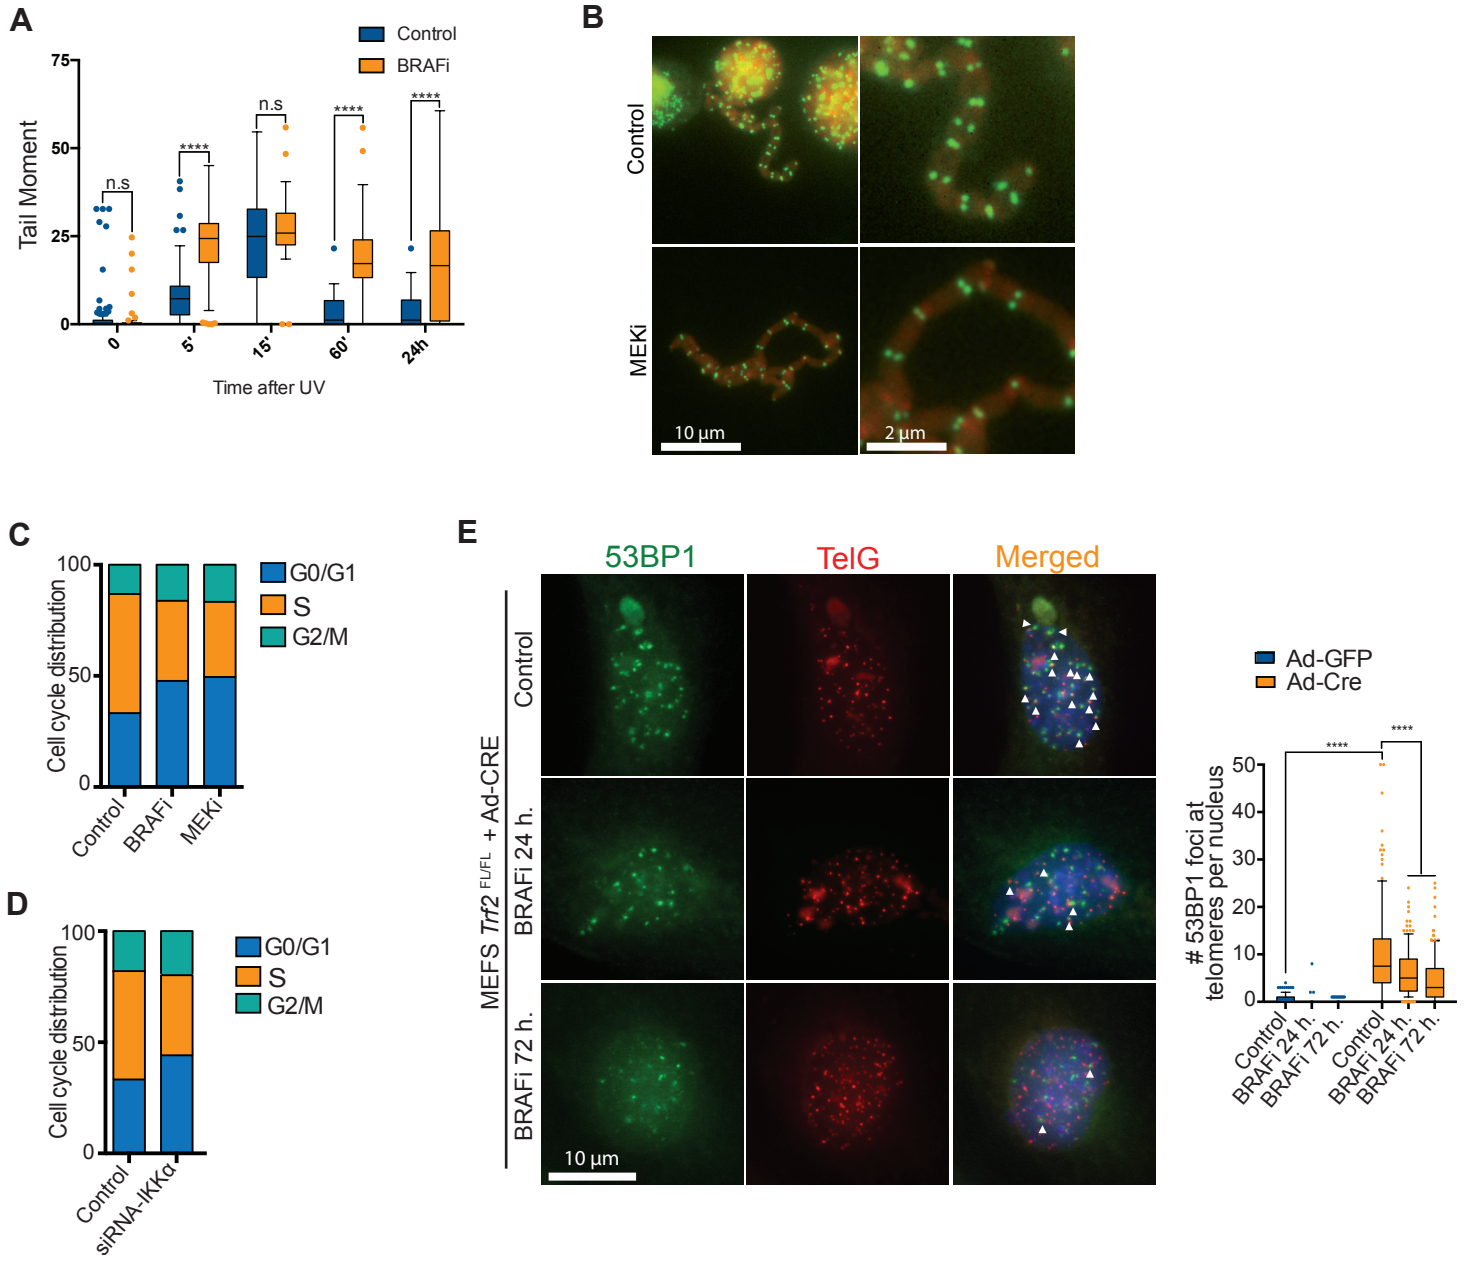 A
Control
BRAFi
75
50
25
0
Tail Moment
n.s
****
n.s
****
****
0
5'
15'
60'
24h
Time after UV
B
Control
MEKi
10 µm
2 µm
C
100
50
0
Cell cycle distribution
G0/G1
S
G2/M
Control
BRAFi
MEKi
D
100
50
0
Cell cycle distribution
G0/G1
S
G2/M
Control
siRNA-IKKα
E
53BP1
TelG
Merged
MEFS Trf2 FL/FL + Ad-CRE
Control
BRAFi 24 h.
BRAFi 72 h.
10 µm
Ad-GFP
Ad-Cre
****
****
# 53BP1 foci at
telomeres per nucleus
50
40
30
20
10
0
Control
BRAFi 24 h.
BRAFi 72 h.
Control
BRAFi 24 h.
BRAFi 72 h.